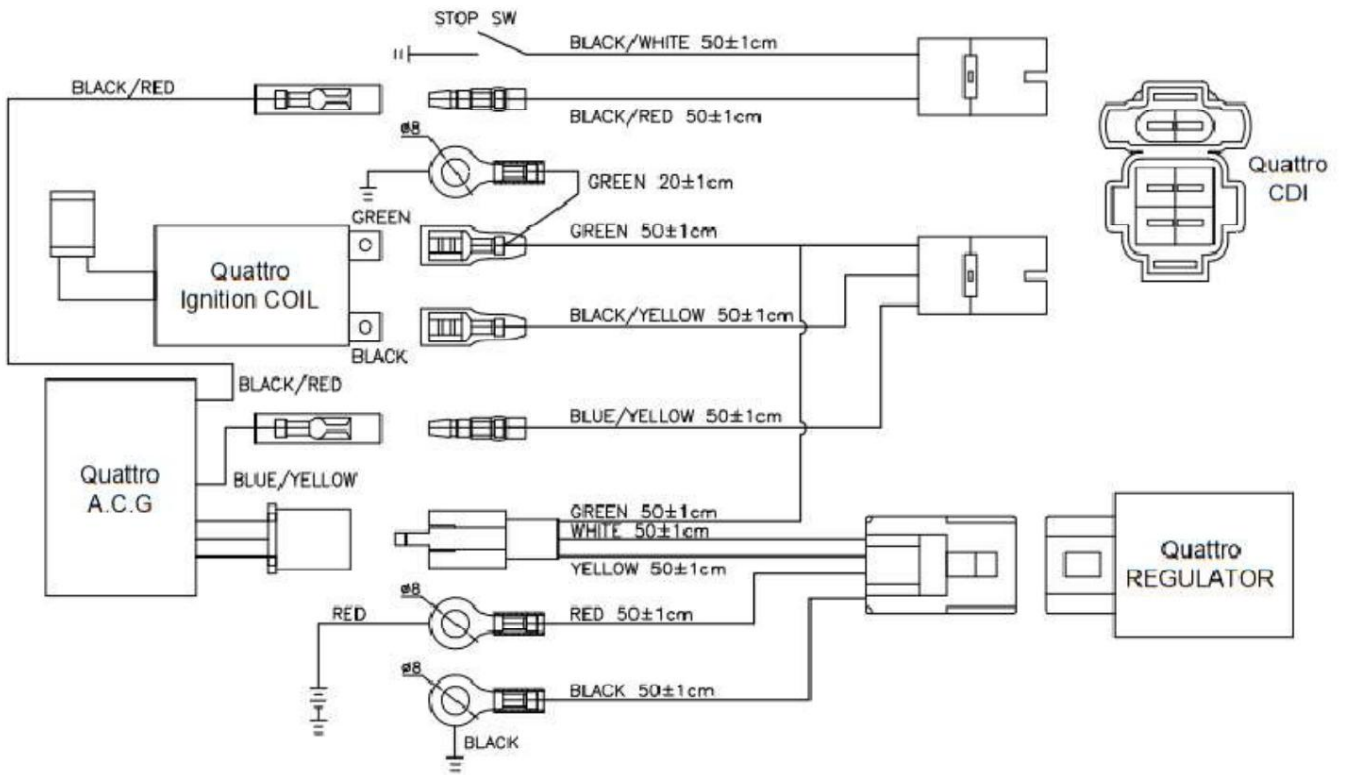 STOP SW
BLACK/WHITE 50±1cm
BLACK/RED
BLACK/RED 50±1cm
ø8
GREEN 20±1cm
Quattro
CDI
GREEN
GREEN 50±1cm
Quattro
Ignition COIL
BLACK/YELLOW 50±1cm
BLACK
BLACK/RED
BLUE/YELLOW 50±1cm
Quattro
A.C.G
BLUE/YELLOW
GREEN 50±1cm
WHITE 50±1cm
YELLOW 50±1cm
Quattro
REGULATOR
ø8
RED
RED 50±1cm
ø8
BLACK 50±1cm
BLACK